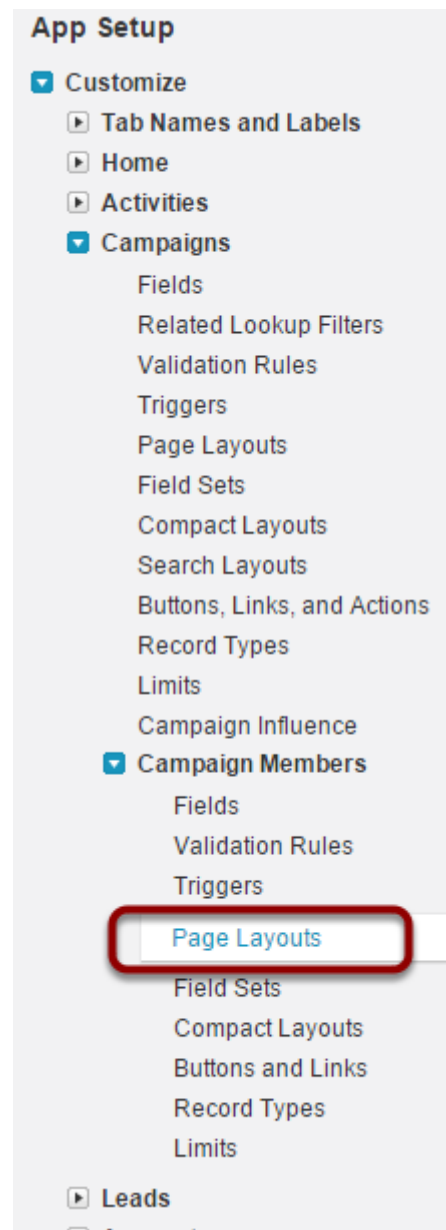 App Setup
Customize
Tab Names and Labels
Home
Activities
Campaigns
Fields
Related Lookup Filters
Validation Rules
Triggers
Page Layouts
Field Sets
Compact Layouts
Search Layouts
Buttons, Links, and Actions
Record Types
Limits
Campaign Influence
Campaign Members
Fields
Validation Rules
Triggers
Page Layouts
Field Sets
Compact Layouts
Buttons and Links
Record Types
Limits
Leads